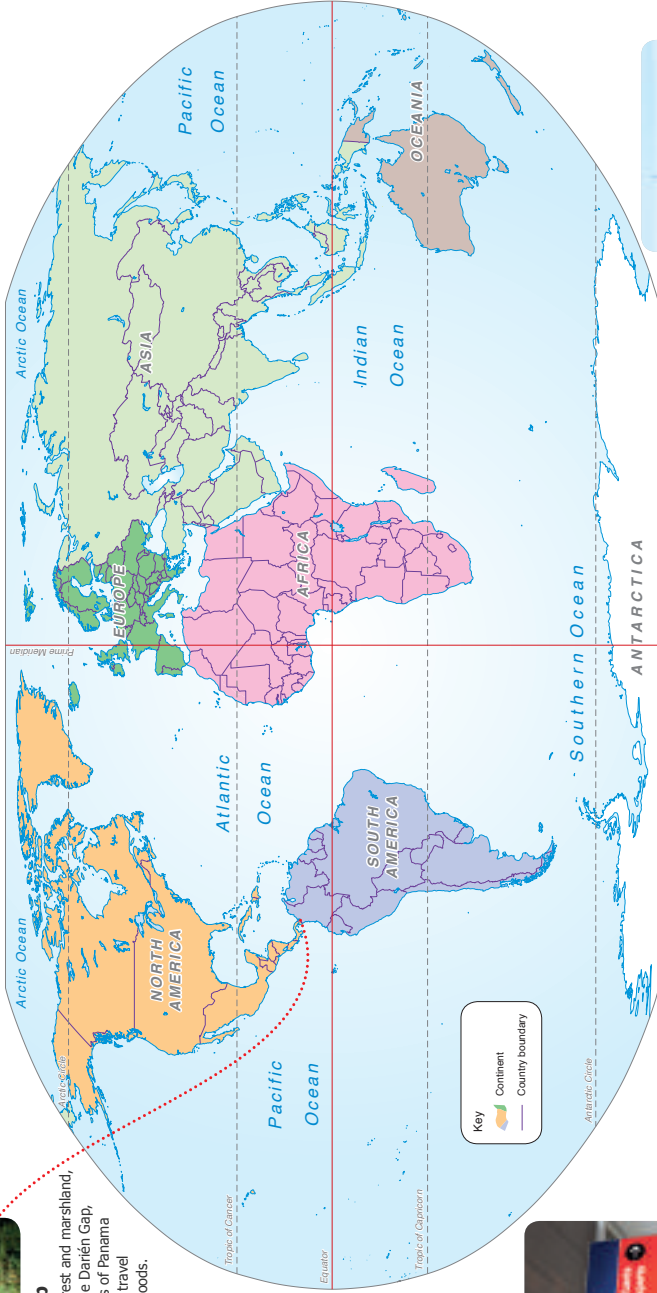 Arctic Ocean
Arctic Ocean
Pacific
Ocean
ASIA
EUROPE
Prime Meridian
NORTH
AMERICA
Arctic Circle
Atlantic
Ocean
AFRICA
Indian
Ocean
OCEANIA
Pacific
Ocean
SOUTH
AMERICA
Tropic of Cancer
Equator
Tropic of Capricorn
Southern Ocean
Antarctic Circle
ANTARCTICA
Key
Continent
Country boundary
and marshland,
Darién Gap,
of Panama
travel